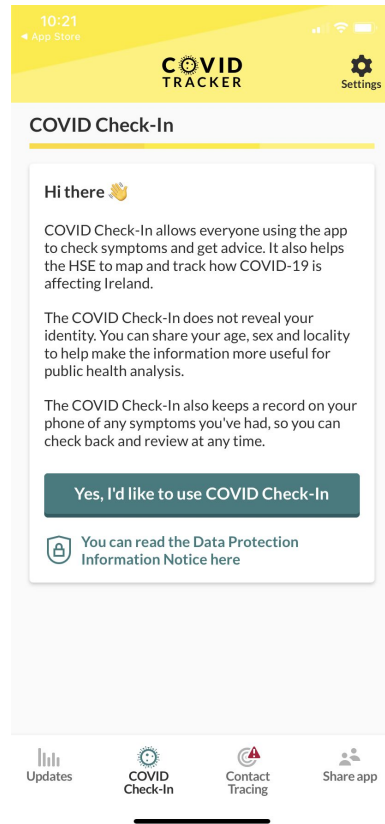 10:21
◀ App Store
COVID
TRACKER
Settings
COVID Check-In
Hi there 👋
COVID Check-In allows everyone using the app
to check symptoms and get advice. It also helps
the HSE to map and track how COVID-19 is
affecting Ireland.
The COVID Check-In does not reveal your
identity. You can share your age, sex and locality
to help make the information more useful for
public health analysis.
The COVID Check-In also keeps a record on your
phone of any symptoms you've had, so you can
check back and review at any time.
Yes, I'd like to use COVID Check-In
You can read the Data Protection
Information Notice here
Updates
COVID
Check-In
Contact
Tracing
Share app